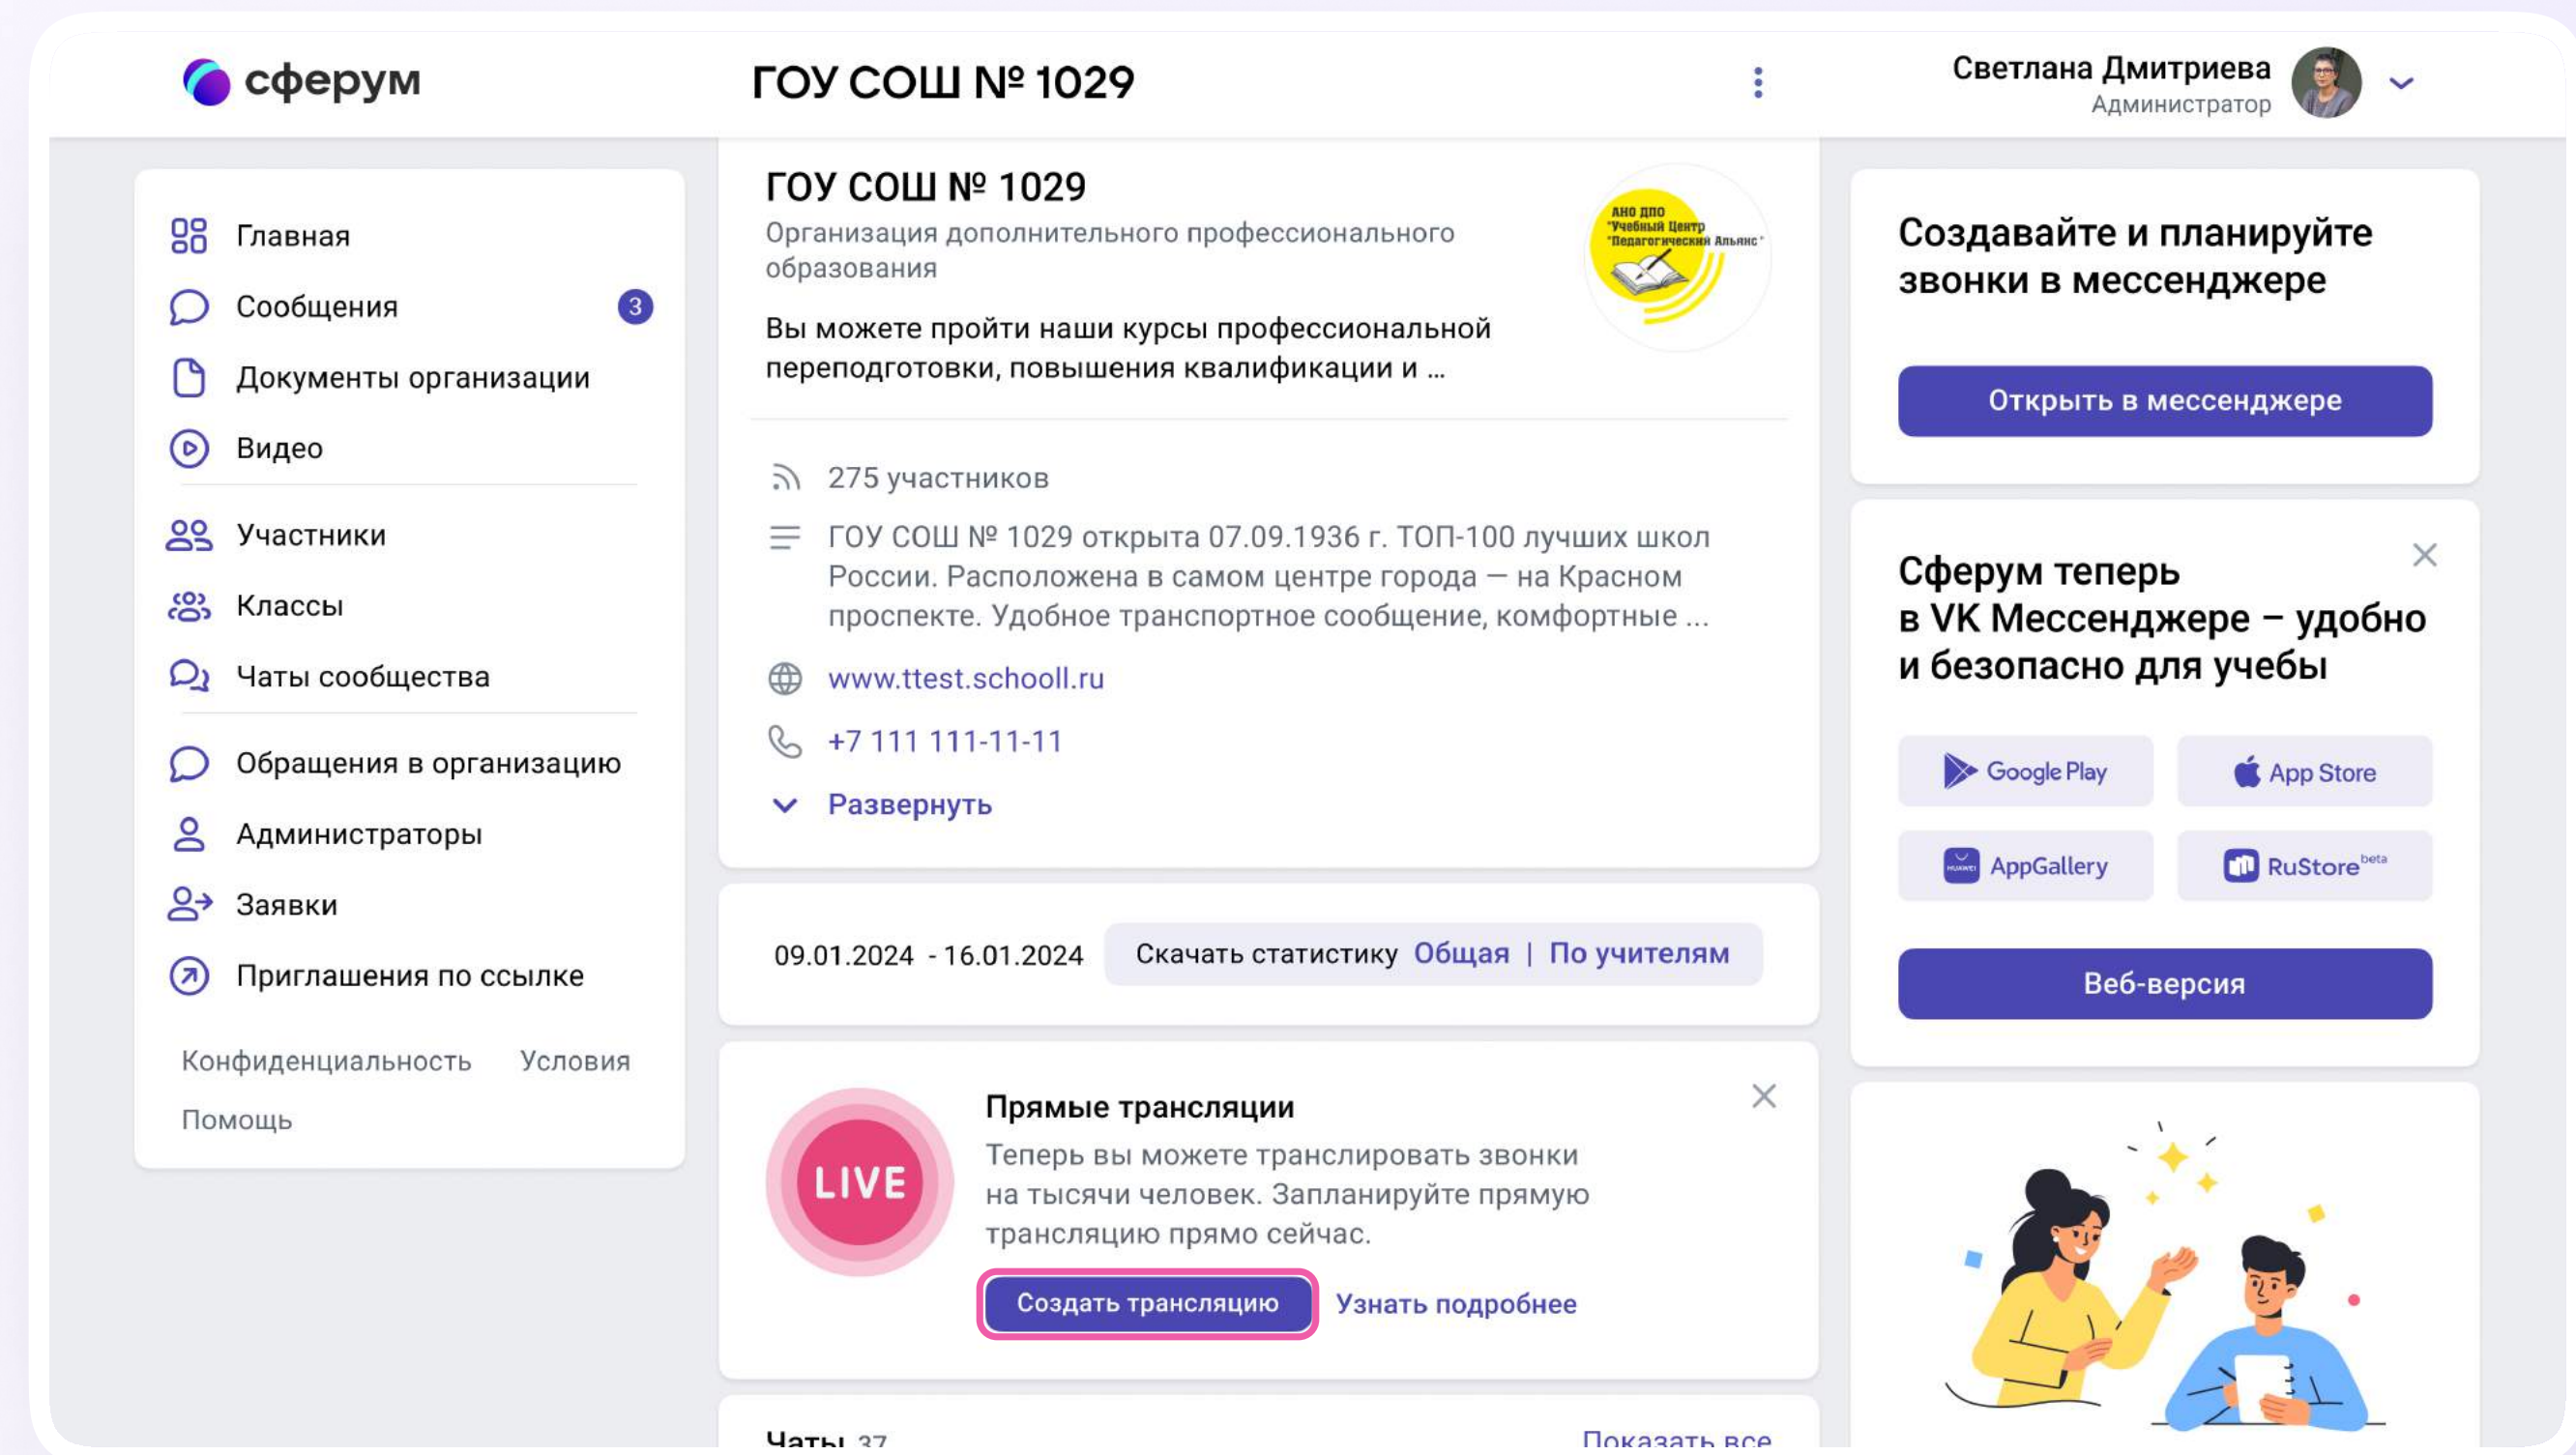 сферум
ГОУ СОШ № 1029
Светлана Дмитриева
Администратор
Главная
Сообщения 3
Документы организации
Видео
Участники
Классы
Чаты сообщества
Обращения в организацию
Администраторы
Заявки
Приглашения по ссылке
Конфиденциальность Условия
Помощь
ГОУ СОШ № 1029
Организация дополнительного профессионального
образования
Вы можете пройти наши курсы профессиональной
переподготовки, повышения квалификации и ...
АНО ДПО
"Учебный Центр
"Педагогический Альянс"
275 участников
ГОУ СОШ № 1029 открыта 07.09.1936 г. ТОП-100 лучших школ
России. Расположена в самом центре города — на Красном
проспекте. Удобное транспортное сообщение, комфортные ...
www.ttest.schooll.ru
+7 111 111-11-11
Развернуть
09.01.2024 - 16.01.2024 Скачать статистику Общая | По учителям
LIVE
Прямые трансляции
Теперь вы можете транслировать звонки
на тысячи человек. Запланируйте прямую
трансляцию прямо сейчас.
Создать трансляцию Узнать подробнее
Чаты 37 Показать все
Создавайте и планируйте
звонки в мессенджере
Открыть в мессенджере
Сферум теперь
в VK Мессенджере – удобно
и безопасно для учебы
Google Play App Store
HUAWEI AppGallery RuStore beta
Веб-версия